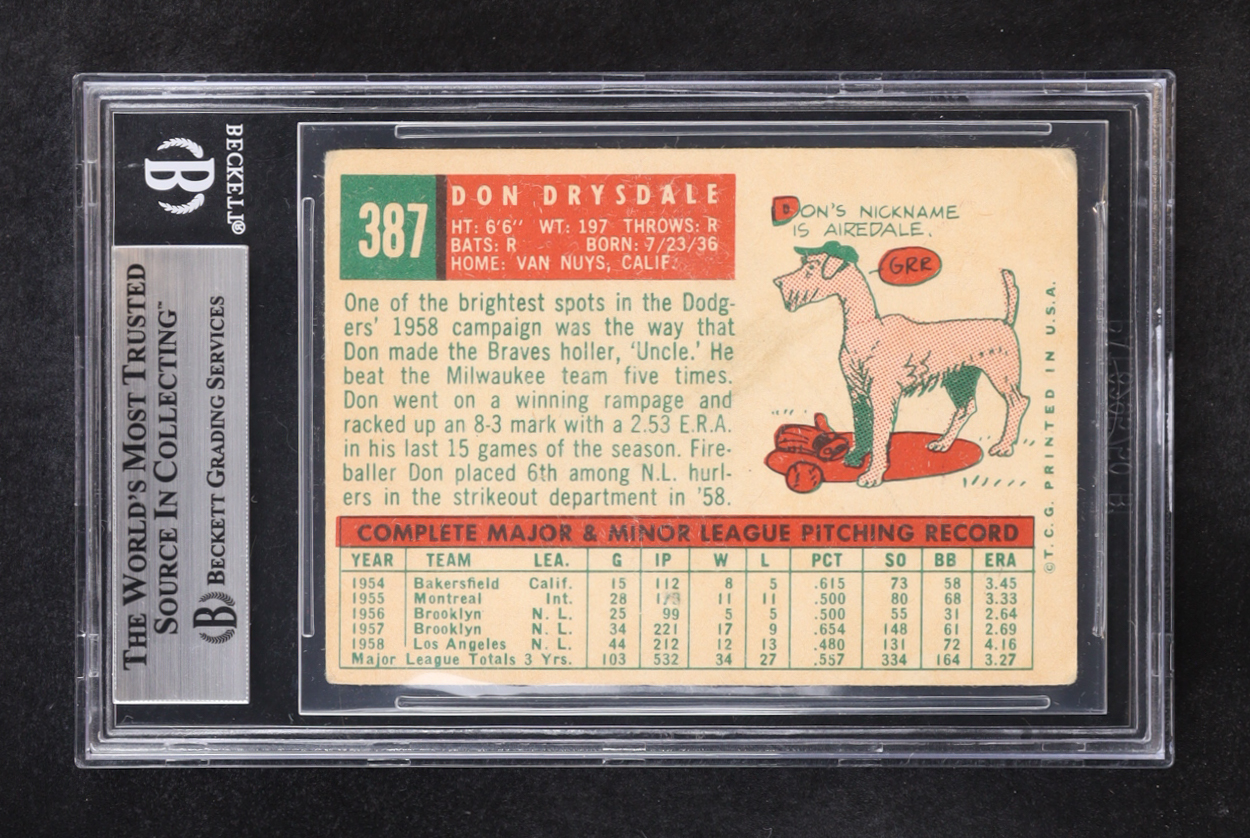 BECKETT®
THE WORLD'S MOST TRUSTED
SOURCE IN COLLECTING™
BECKETT GRADING SERVICES
387
DON DRYSDALE
HT: 6'6" WT: 197 THROWS: R
BATS: R BORN: 7/23/36
HOME: VAN NUYS, CALIF.
One of the brightest spots in the Dodg-
ers' 1958 campaign was the way that
Don made the Braves holler, 'Uncle.' He
beat the Milwaukee team five times.
Don went on a winning rampage and
racked up an 8-3 mark with a 2.53 E.R.A.
in his last 15 games of the season. Fire-
baller Don placed 6th among N.L. hurl-
ers in the strikeout department in '58.
DON'S NICKNAME
IS AIREDALE.
GRR
COMPLETE MAJOR & MINOR LEAGUE PITCHING RECORD
YEAR TEAM LEA. G IP W L PCT SO BB ERA
1954 Bakersfield Calif. 15 112 8 5 .615 73 58 3.45
1955 Montreal Int. 28 11 11 .500 80 68 3.33
1956 Brooklyn N. L. 25 99 5 5 .500 55 31 2.64
1957 Brooklyn N. L. 34 221 17 9 .654 148 61 2.69
1958 Los Angeles N. L. 44 212 12 13 .480 131 72 4.16
Major League Totals 3 Yrs. 103 532 34 27 .557 334 164 3.27
©T.C.G. PRINTED IN U.S.A.